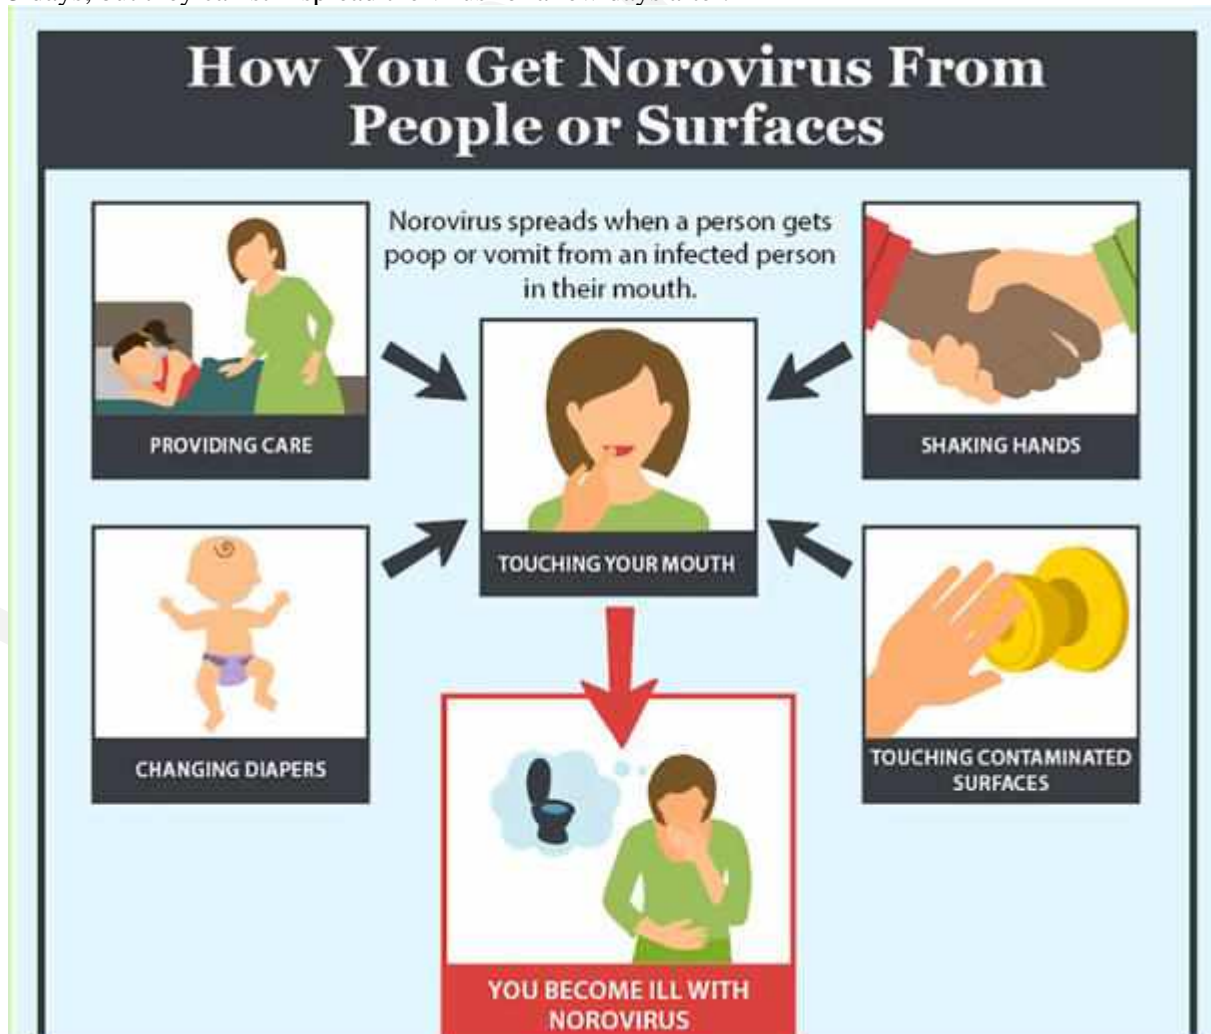 How You Get Norovirus From
People or Surfaces
Norovirus spreads when a person gets
poop or vomit from an infected person
in their mouth.
PROVIDING CARE
SHAKING HANDS
TOUCHING YOUR MOUTH
CHANGING DIAPERS
TOUCHING CONTAMINATED
SURFACES
YOU BECOME ILL WITH
NOROVIRUS